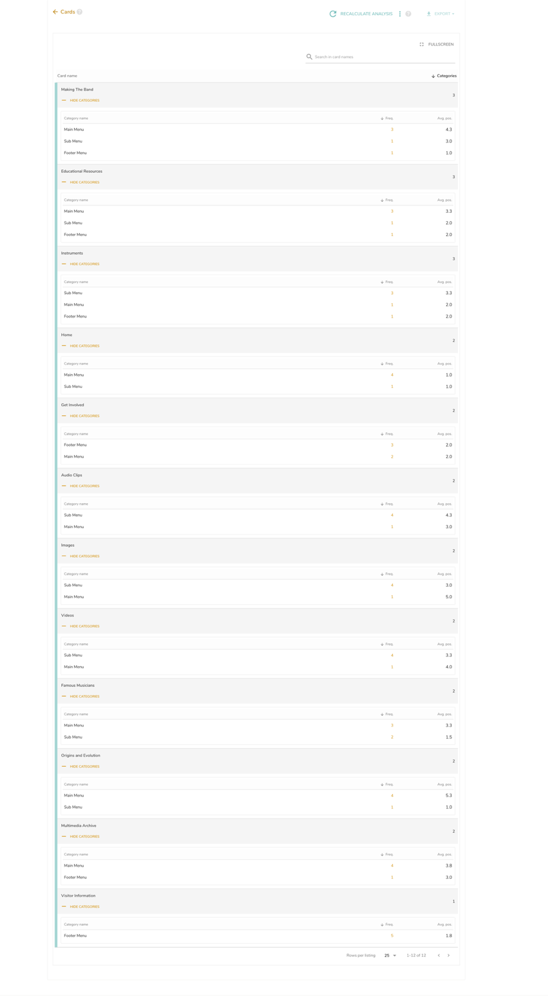 Cards
RECALCULATE ANALYSIS EXPORT
FULLSCREEN
Search in card names
Card name Categories
Making The Band 3
HIDE CATEGORIES
Category name Freq. Avg. pos.
Main Menu 3 4.3
Sub Menu 1 3.0
Footer Menu 1 1.0
Educational Resources 3
HIDE CATEGORIES
Category name Freq. Avg. pos.
Main Menu 3 3.3
Sub Menu 1 2.0
Footer Menu 1 2.0
Instruments 3
HIDE CATEGORIES
Category name Freq. Avg. pos.
Sub Menu 3 3.3
Main Menu 1 2.0
Footer Menu 1 2.0
Home 2
HIDE CATEGORIES
Category name Freq. Avg. pos.
Main Menu 4 1.0
Sub Menu 1 1.0
Get Involved 2
HIDE CATEGORIES
Category name Freq. Avg. pos.
Footer Menu 3 2.0
Main Menu 2 2.0
Audio Clips 2
HIDE CATEGORIES
Category name Freq. Avg. pos.
Sub Menu 4 4.3
Main Menu 1 3.0
Images 2
HIDE CATEGORIES
Category name Freq. Avg. pos.
Sub Menu 4 3.0
Main Menu 1 5.0
Videos 2
HIDE CATEGORIES
Category name Freq. Avg. pos.
Sub Menu 4 3.3
Main Menu 1 4.0
Famous Musicians 2
HIDE CATEGORIES
Category name Freq. Avg. pos.
Main Menu 3 3.3
Sub Menu 2 1.5
Origins and Evolution 2
HIDE CATEGORIES
Category name Freq. Avg. pos.
Main Menu 4 5.3
Sub Menu 1 1.0
Multimedia Archive 2
HIDE CATEGORIES
Category name Freq. Avg. pos.
Main Menu 4 3.8
Footer Menu 1 3.0
Visitor Information 1
HIDE CATEGORIES
Category name Freq. Avg. pos.
Footer Menu 5 1.8
Rows per listing 25 1-12 of 12